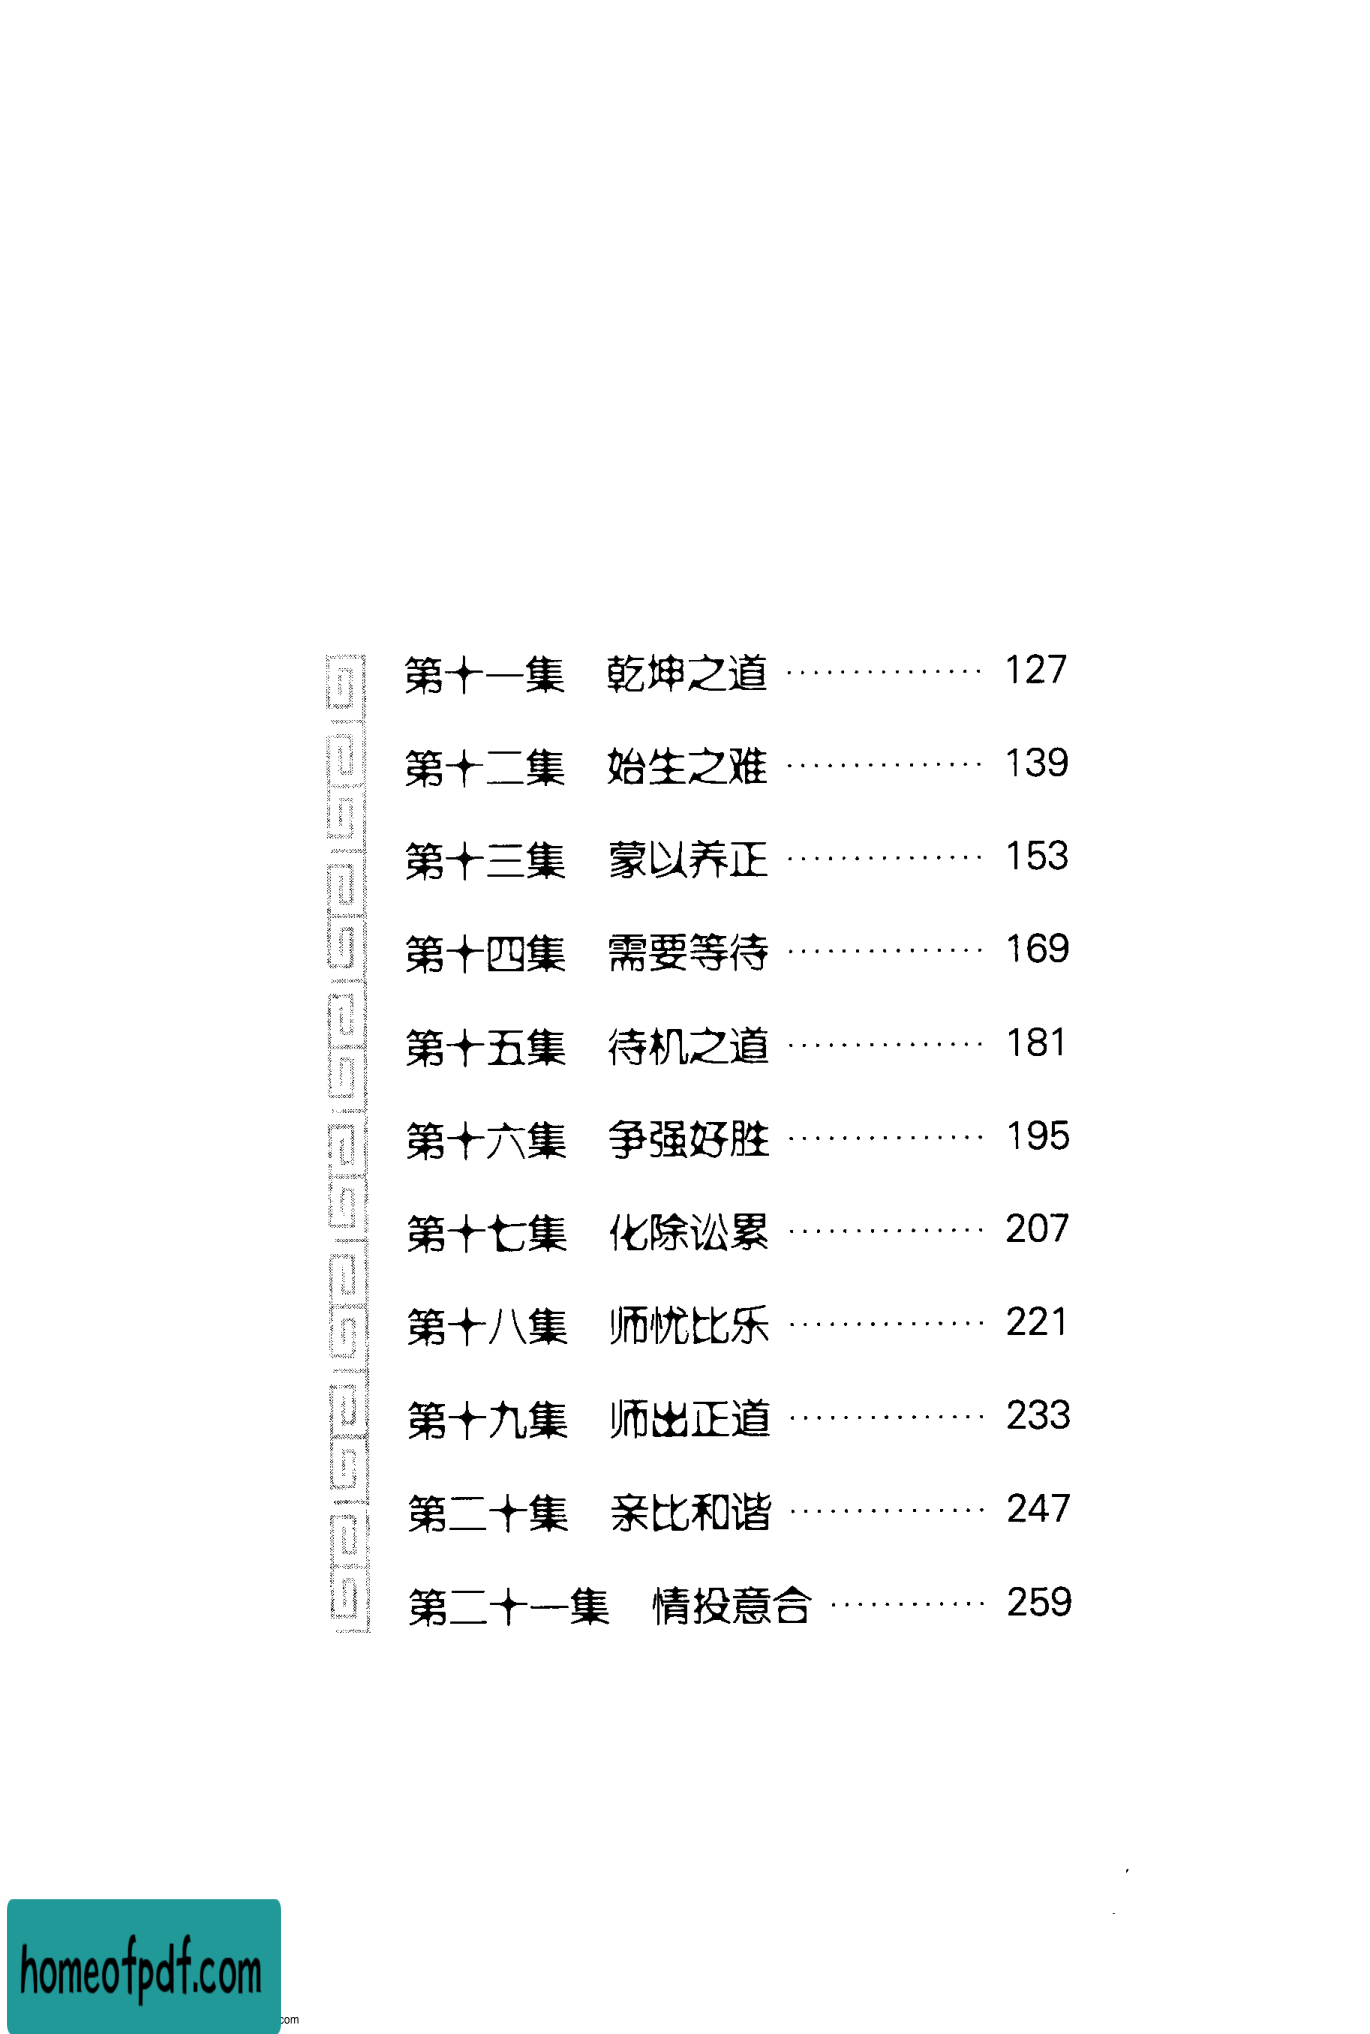 第十一集 乾坤之道 ··············· 127
第十二集 始生之难 ··············· 139
第十三集 蒙以养正 ··············· 153
第十四集 需要等待 ··············· 169
第十五集 待机之道 ··············· 181
第十六集 争强好胜 ··············· 195
第十七集 化除讼累 ··············· 207
第十八集 师忧比乐 ··············· 221
第十九集 师出正道 ··············· 233
第二十集 亲比和谐 ··············· 247
第二十一集 情投意合 ············ 259
homeofpdf.com
com